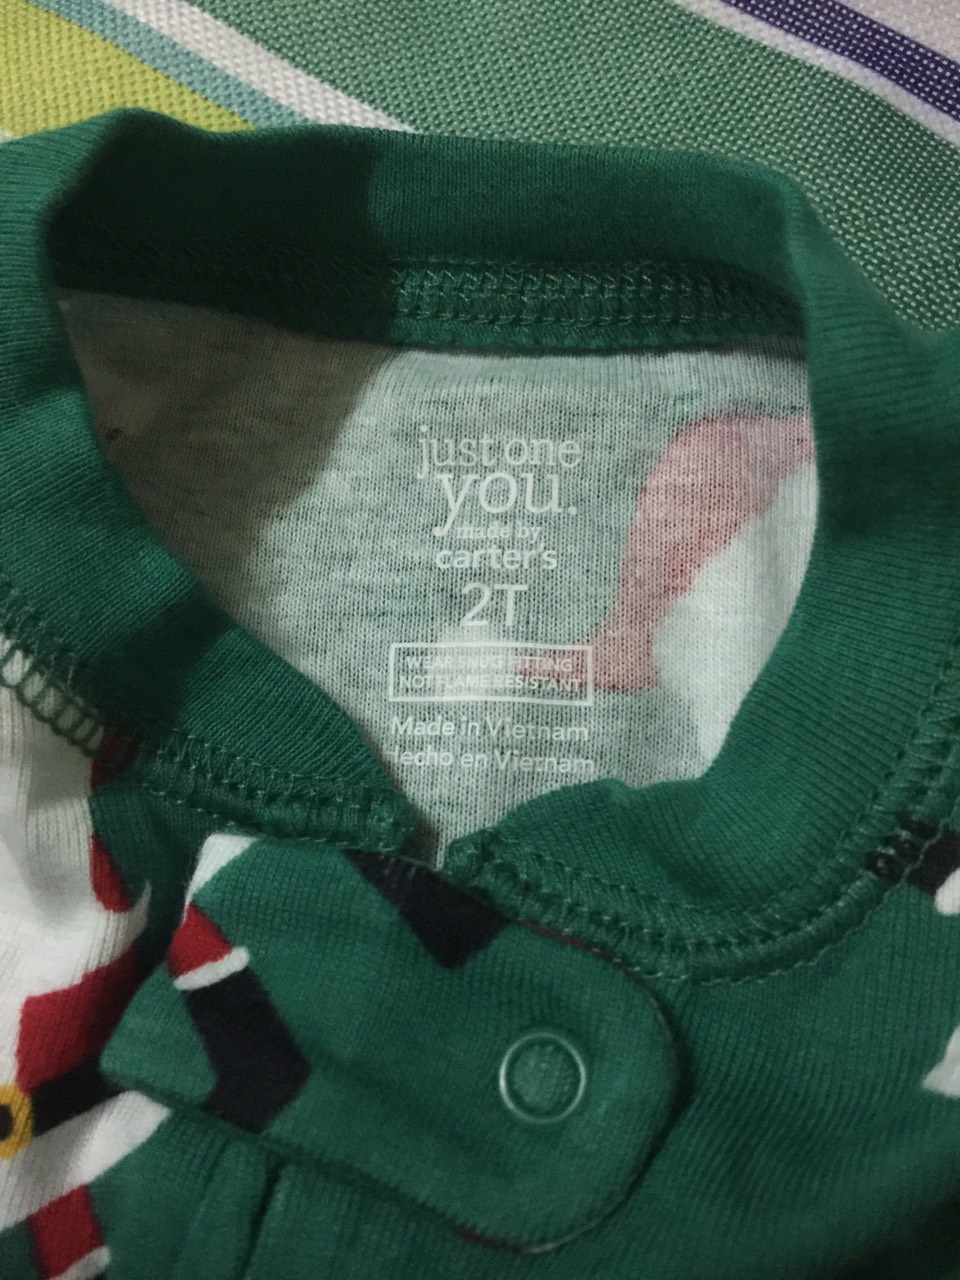 just one
you.
made by
carter's
2T
WEAR SNUG FITTING
NOT FLAME RESISTANT
Made in Vietnam
Hecho en Vietnam